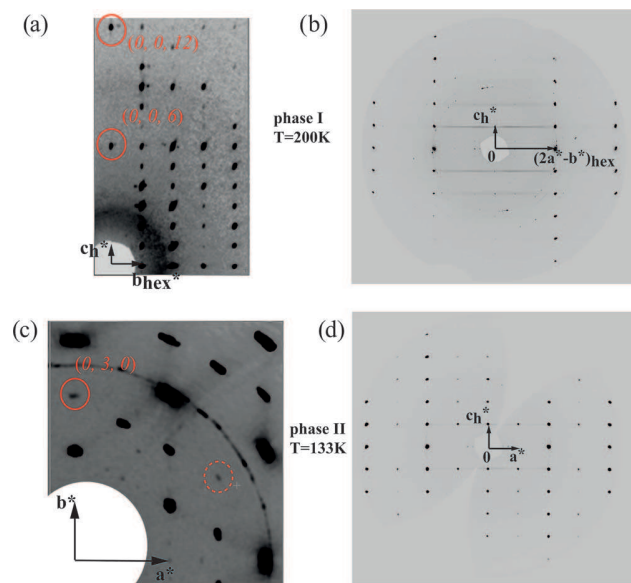 (a)
(0, 0, 12)
(0, 0, 6)
ch*
bhex*
phase I
T=200K
(b)
ch*
0
(2a*-b*)hex
(c)
(0, 3, 0)
b*
a*
phase II
T=133K
(d)
ch*
0
a*